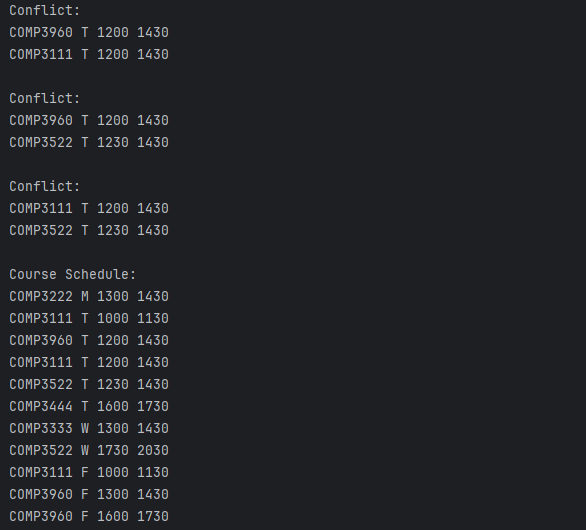 Conflict:
COMP3960 T 1200 1430
COMP3111 T 1200 1430

Conflict:
COMP3960 T 1200 1430
COMP3522 T 1230 1430

Conflict:
COMP3111 T 1200 1430
COMP3522 T 1230 1430

Course Schedule:
COMP3222 M 1300 1430
COMP3111 T 1000 1130
COMP3960 T 1200 1430
COMP3111 T 1200 1430
COMP3522 T 1230 1430
COMP3444 T 1600 1730
COMP3333 W 1300 1430
COMP3522 W 1730 2030
COMP3111 F 1000 1130
COMP3960 F 1300 1430
COMP3960 F 1600 1730